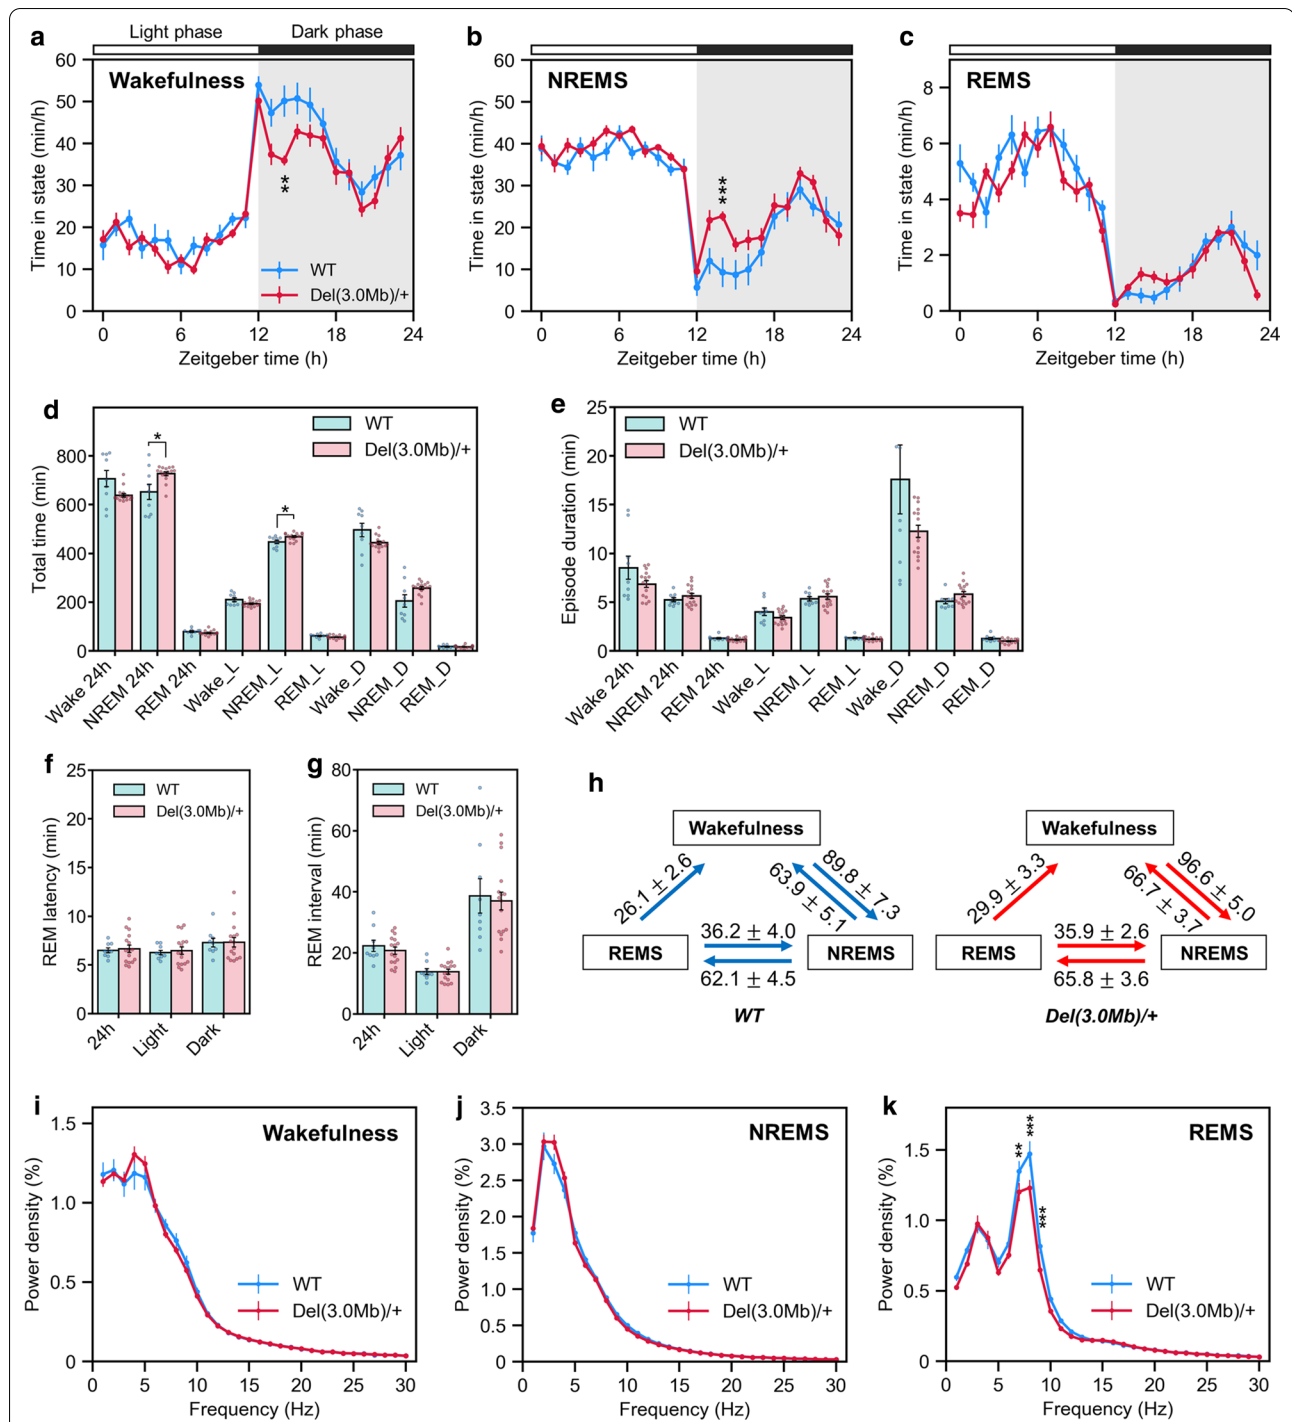 a
Light phase
Dark phase
Wakefulness
Time in state (min/h)
60
50
40
30
20
10
0
**
WT
Del(3.0Mb)/+
0
6
12
18
24
Zeitgeber time (h)
b
NREMS
Time in state (min/h)
60
50
40
30
20
10
0
***
0
6
12
18
24
Zeitgeber time (h)
c
REMS
Time in state (min/h)
8
6
4
2
0
0
6
12
18
24
Zeitgeber time (h)
d
Total time (min)
800
600
400
200
0
*
*
WT
Del(3.0Mb)/+
Wake 24h
NREM 24h
REM 24h
Wake_L
NREM_L
REM_L
Wake_D
NREM_D
REM_D
e
Episode duration (min)
25
20
15
10
5
0
WT
Del(3.0Mb)/+
Wake 24h
NREM 24h
REM 24h
Wake_L
NREM_L
REM_L
Wake_D
NREM_D
REM_D
f
REM latency (min)
25
20
15
10
5
0
WT
Del(3.0Mb)/+
24h
Light
Dark
g
REM interval (min)
80
60
40
20
0
WT
Del(3.0Mb)/+
24h
Light
Dark
h
Wakefulness
26.1 ± 2.6
89.8 ± 7.3
63.9 ± 5.1
REMS
36.2 ± 4.0
62.1 ± 4.5
NREMS
WT
Wakefulness
29.9 ± 3.3
96.6 ± 5.0
66.7 ± 3.7
REMS
35.9 ± 2.6
65.8 ± 3.6
NREMS
Del(3.0Mb)/+
i
Wakefulness
Power density (%)
1.5
1.0
0.5
0
WT
Del(3.0Mb)/+
0
5
10
15
20
25
30
Frequency (Hz)
j
NREMS
Power density (%)
3.5
3.0
2.5
2.0
1.5
1.0
0.5
0
WT
Del(3.0Mb)/+
0
5
10
15
20
25
30
Frequency (Hz)
k
REMS
Power density (%)
1.5
1.0
0.5
0
**
***
***
WT
Del(3.0Mb)/+
0
5
10
15
20
25
30
Frequency (Hz)